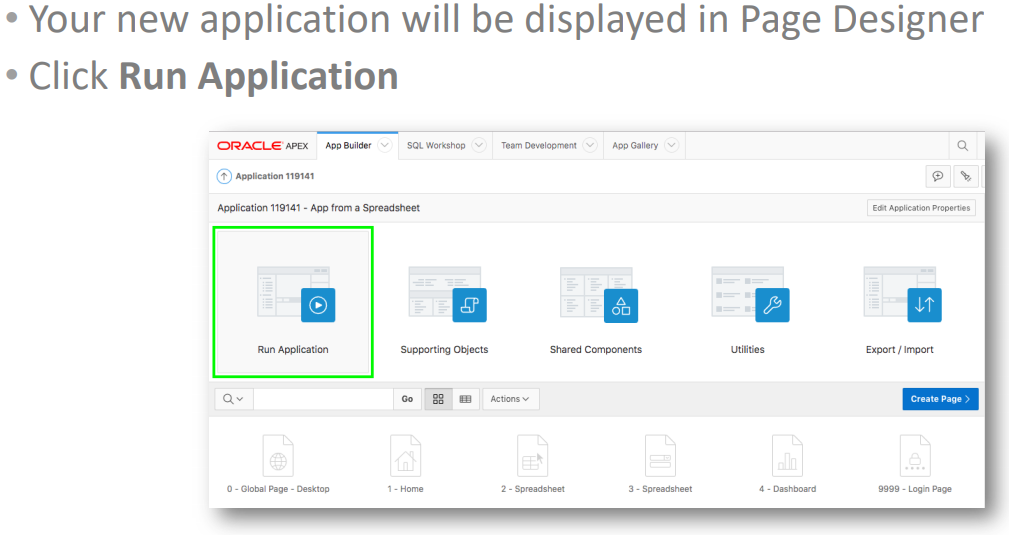 • Your new application will be displayed in Page Designer
• Click Run Application
ORACLE APEX App Builder SQL Workshop Team Development App Gallery
Application 119141
Application 119141 - App from a Spreadsheet Edit Application Properties
Run Application Supporting Objects Shared Components Utilities Export / Import
Go Actions Create Page >
0 - Global Page - Desktop 1 - Home 2 - Spreadsheet 3 - Spreadsheet 4 - Dashboard 9999 - Login Page